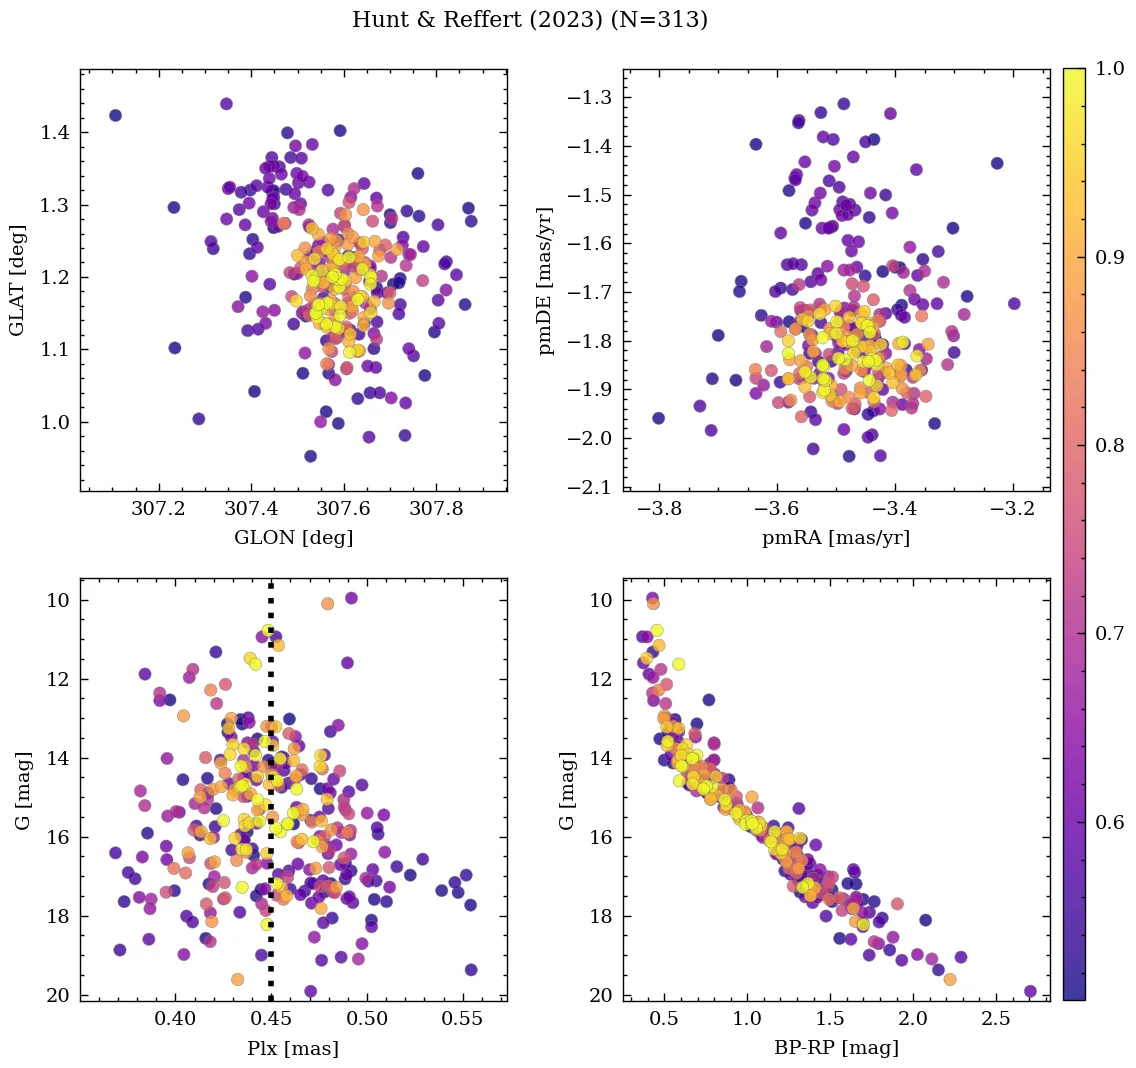 Hunt & Reffert (2023) (N=313)
1.4
1.3
1.2
1.1
1.0
GLAT [deg]
307.2 307.4 307.6 307.8
GLON [deg]
−1.3
−1.4
−1.5
−1.6
−1.7
−1.8
−1.9
−2.0
−2.1
pmDE [mas/yr]
−3.8 −3.6 −3.4 −3.2
pmRA [mas/yr]
1.0
0.9
0.8
0.7
0.6
10
12
14
16
18
20
G [mag]
0.40 0.45 0.50 0.55
Plx [mas]
10
12
14
16
18
20
G [mag]
0.5 1.0 1.5 2.0 2.5
BP-RP [mag]